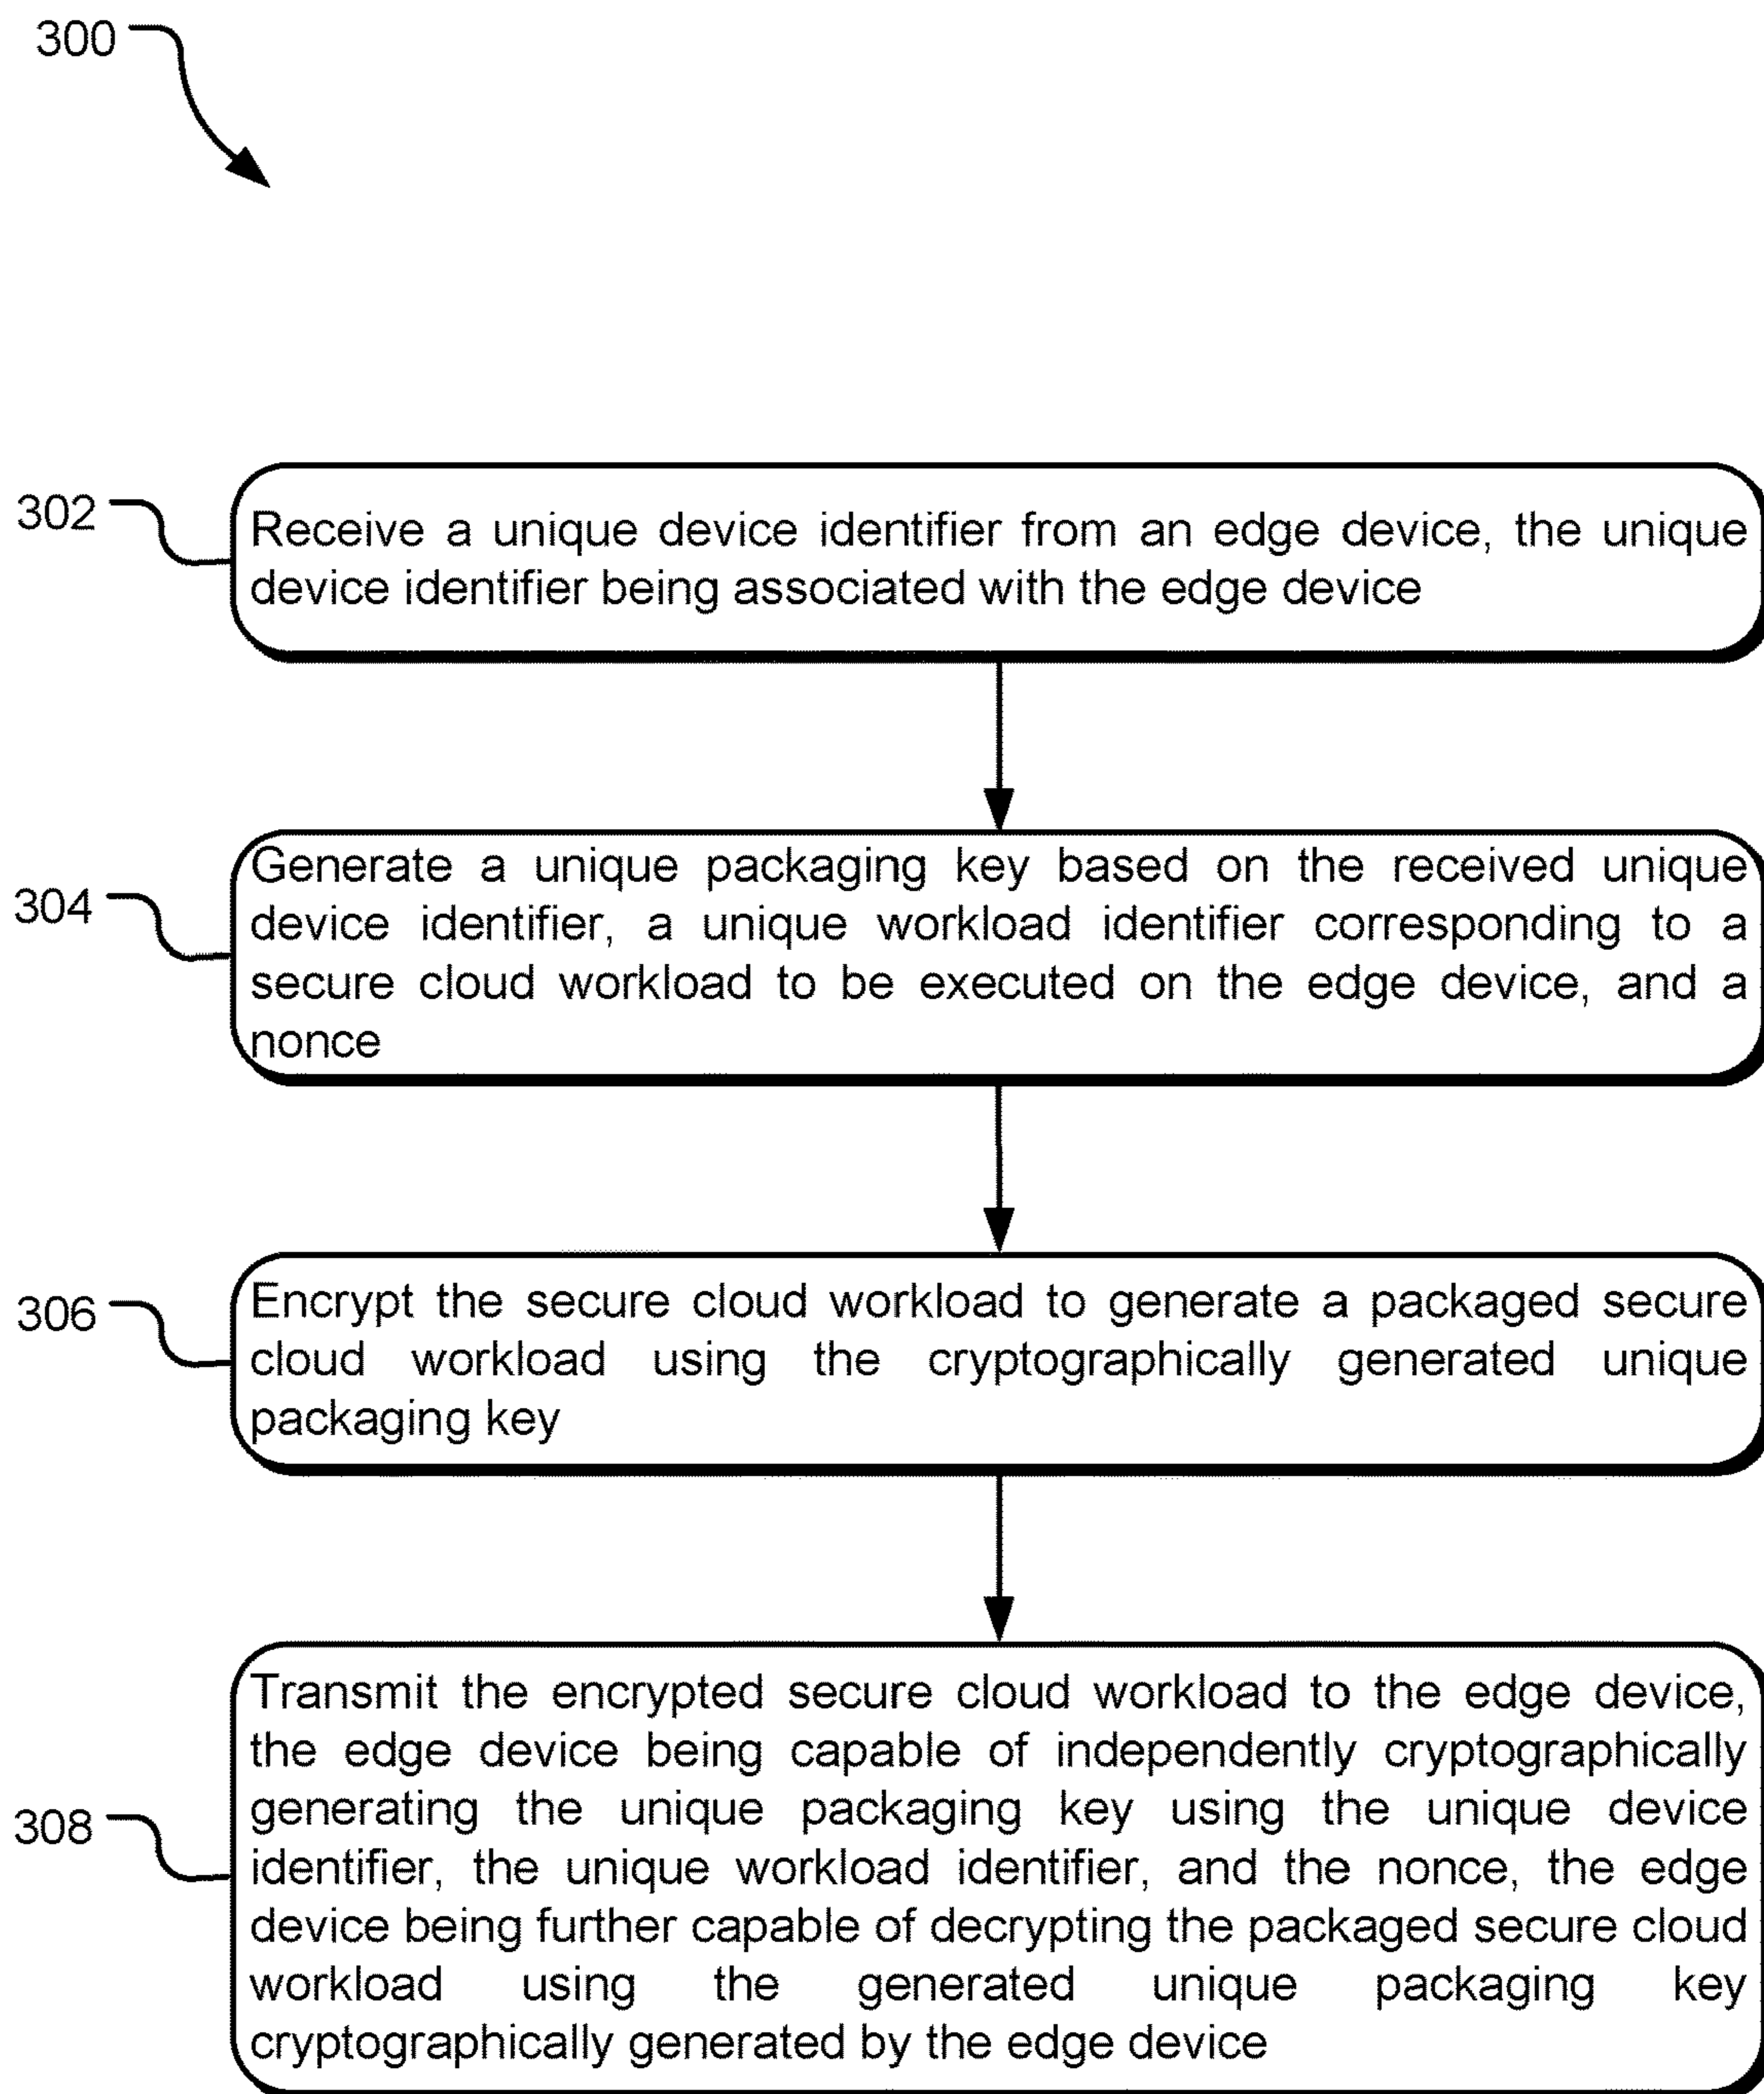 300
302
Receive a unique device identifier from an edge device, the unique
device identifier being associated with the edge device
304
Generate a unique packaging key based on the received unique
device identifier, a unique workload identifier corresponding to a
secure cloud workload to be executed on the edge device, and a
nonce
306
Encrypt the secure cloud workload to generate a packaged secure
cloud workload using the cryptographically generated unique
packaging key
308
Transmit the encrypted secure cloud workload to the edge device,
the edge device being capable of independently cryptographically
generating the unique packaging key using the unique device
identifier, the unique workload identifier, and the nonce, the edge
device being further capable of decrypting the packaged secure cloud
workload using the generated unique packaging key
cryptographically generated by the edge device